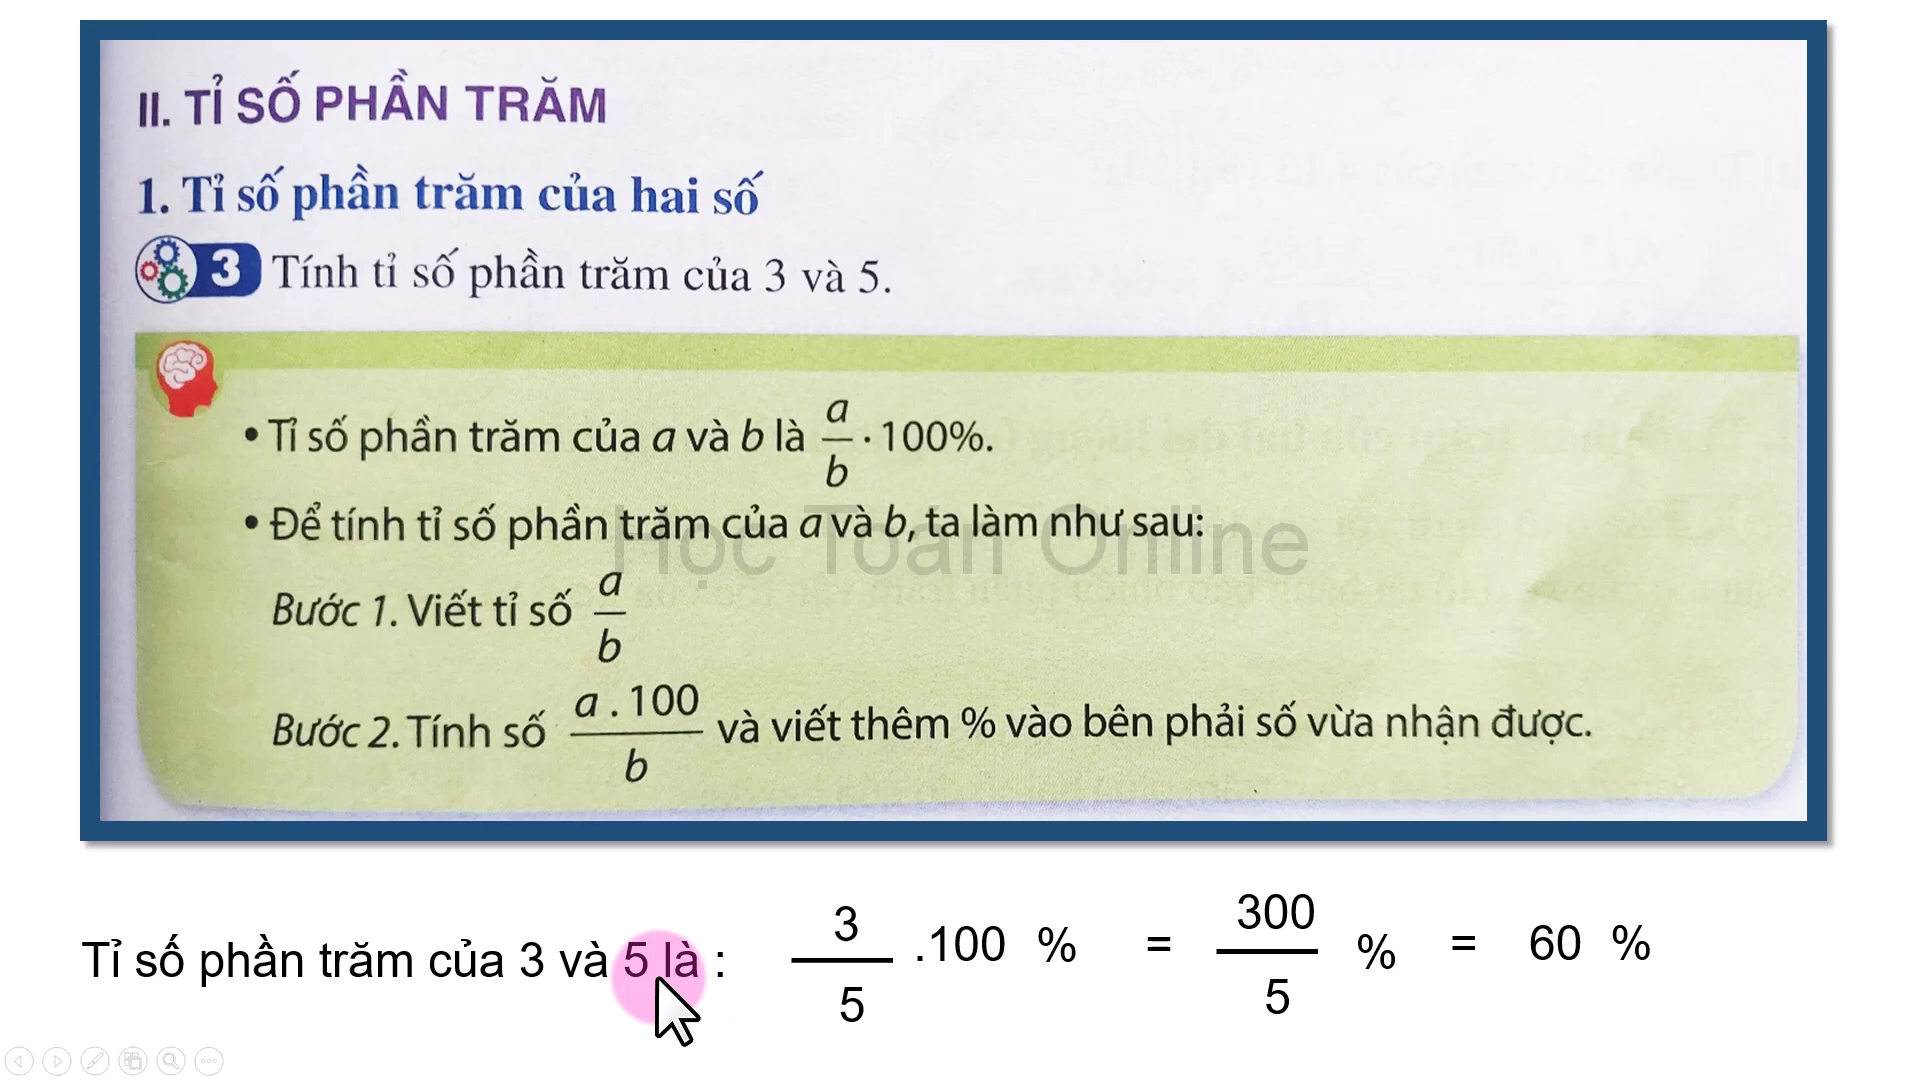 II. TỈ SỐ PHẦN TRĂM
1. Tỉ số phần trăm của hai số
3 Tính tỉ số phần trăm của 3 và 5.
• Tỉ số phần trăm của a và b là a/b · 100%.
• Để tính tỉ số phần trăm của a và b, ta làm như sau:
Học Toán Online
Bước 1. Viết tỉ số a/b
Bước 2. Tính số a . 100/b và viết thêm % vào bên phải số vừa nhận được.
Tỉ số phần trăm của 3 và 5 là : 3/5 .100 % = 300/5 % = 60 %